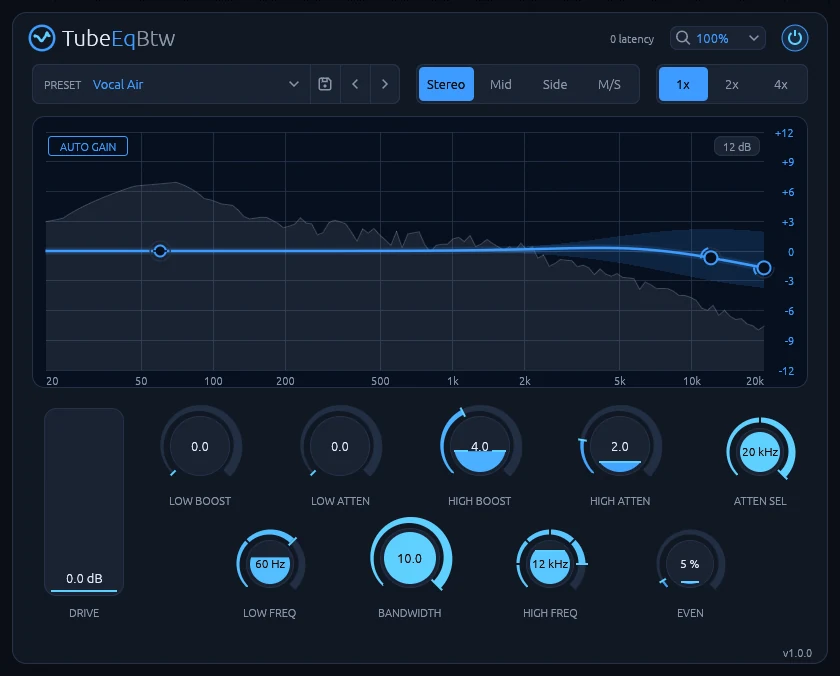 TubeEqBtw
0 latency
100%
PRESET Vocal Air
Stereo Mid Side M/S
1x 2x 4x
AUTO GAIN
12 dB
+12
+9
+6
+3
0
-3
-6
-9
-12
20 50 100 200 500 1k 2k 5k 10k 20k
0.0 0.0 4.0 2.0 20 kHz
LOW BOOST LOW ATTEN HIGH BOOST HIGH ATTEN ATTEN SEL
60 Hz 10.0 12 kHz 5 %
0.0 dB
DRIVE LOW FREQ BANDWIDTH HIGH FREQ EVEN
v1.0.0